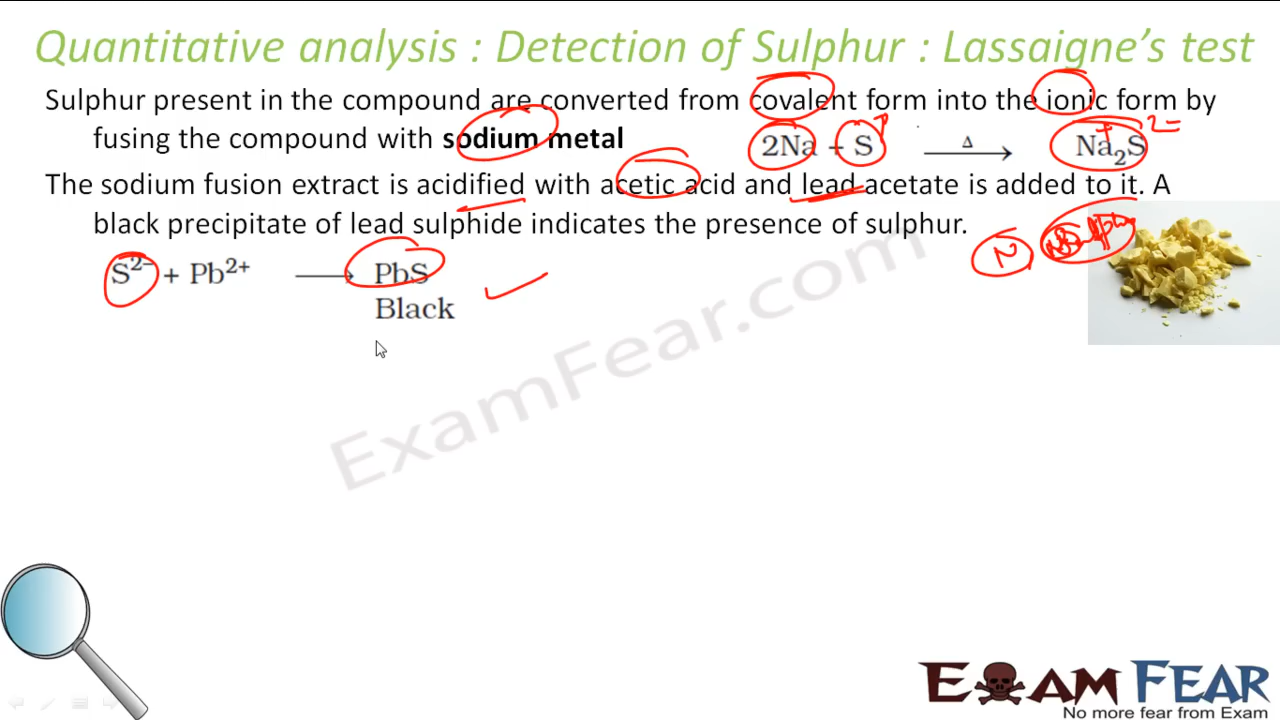 Quantitative analysis : Detection of Sulphur : Lassaigne's test
Sulphur present in the compound are converted from covalent form into the ionic form by
fusing the compound with sodium metal
2Na + S —Δ→ Na₂S
+ 2-
The sodium fusion extract is acidified with acetic acid and lead acetate is added to it. A
black precipitate of lead sulphide indicates the presence of sulphur.
N
S²⁻ + Pb²⁺ ⟶ PbS
Black
ExamFear.com
EXAM FEAR
No more fear from Exam